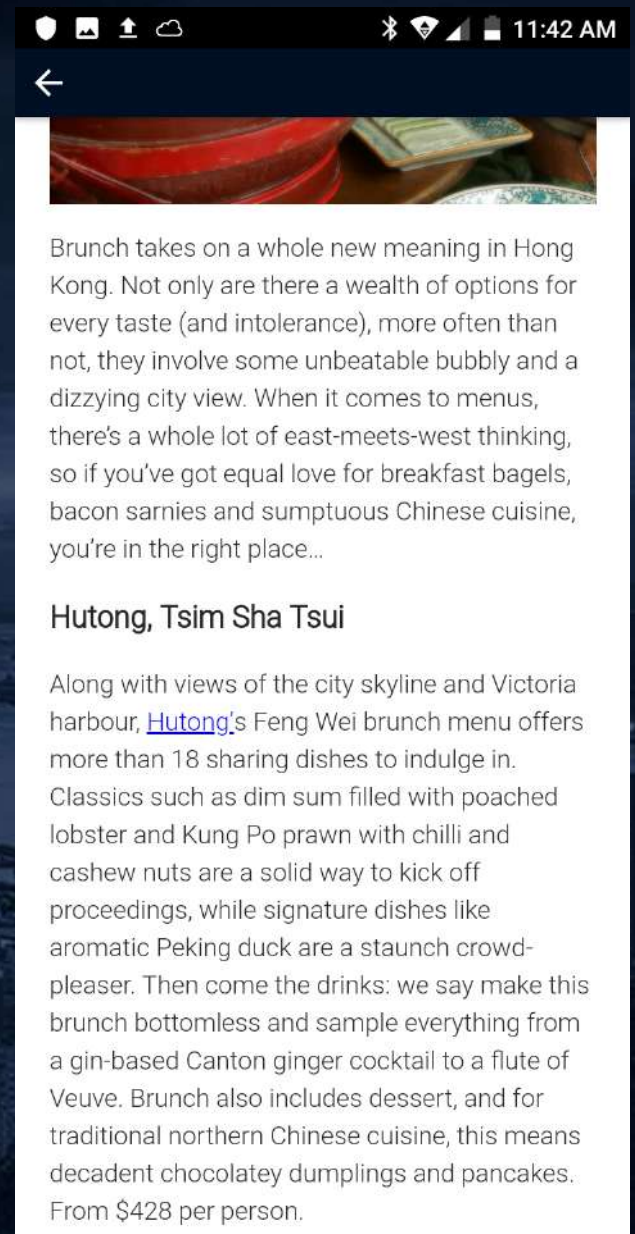 11:42 AM
Brunch takes on a whole new meaning in Hong
Kong. Not only are there a wealth of options for
every taste (and intolerance), more often than
not, they involve some unbeatable bubbly and a
dizzying city view. When it comes to menus,
there's a whole lot of east-meets-west thinking,
so if you've got equal love for breakfast bagels,
bacon sarnies and sumptuous Chinese cuisine,
you're in the right place...
Hutong, Tsim Sha Tsui
Along with views of the city skyline and Victoria
harbour, Hutong's Feng Wei brunch menu offers
more than 18 sharing dishes to indulge in.
Classics such as dim sum filled with poached
lobster and Kung Po prawn with chilli and
cashew nuts are a solid way to kick off
proceedings, while signature dishes like
aromatic Peking duck are a staunch crowd-
pleaser. Then come the drinks: we say make this
brunch bottomless and sample everything from
a gin-based Canton ginger cocktail to a flute of
Veuve. Brunch also includes dessert, and for
traditional northern Chinese cuisine, this means
decadent chocolatey dumplings and pancakes.
From $428 per person.